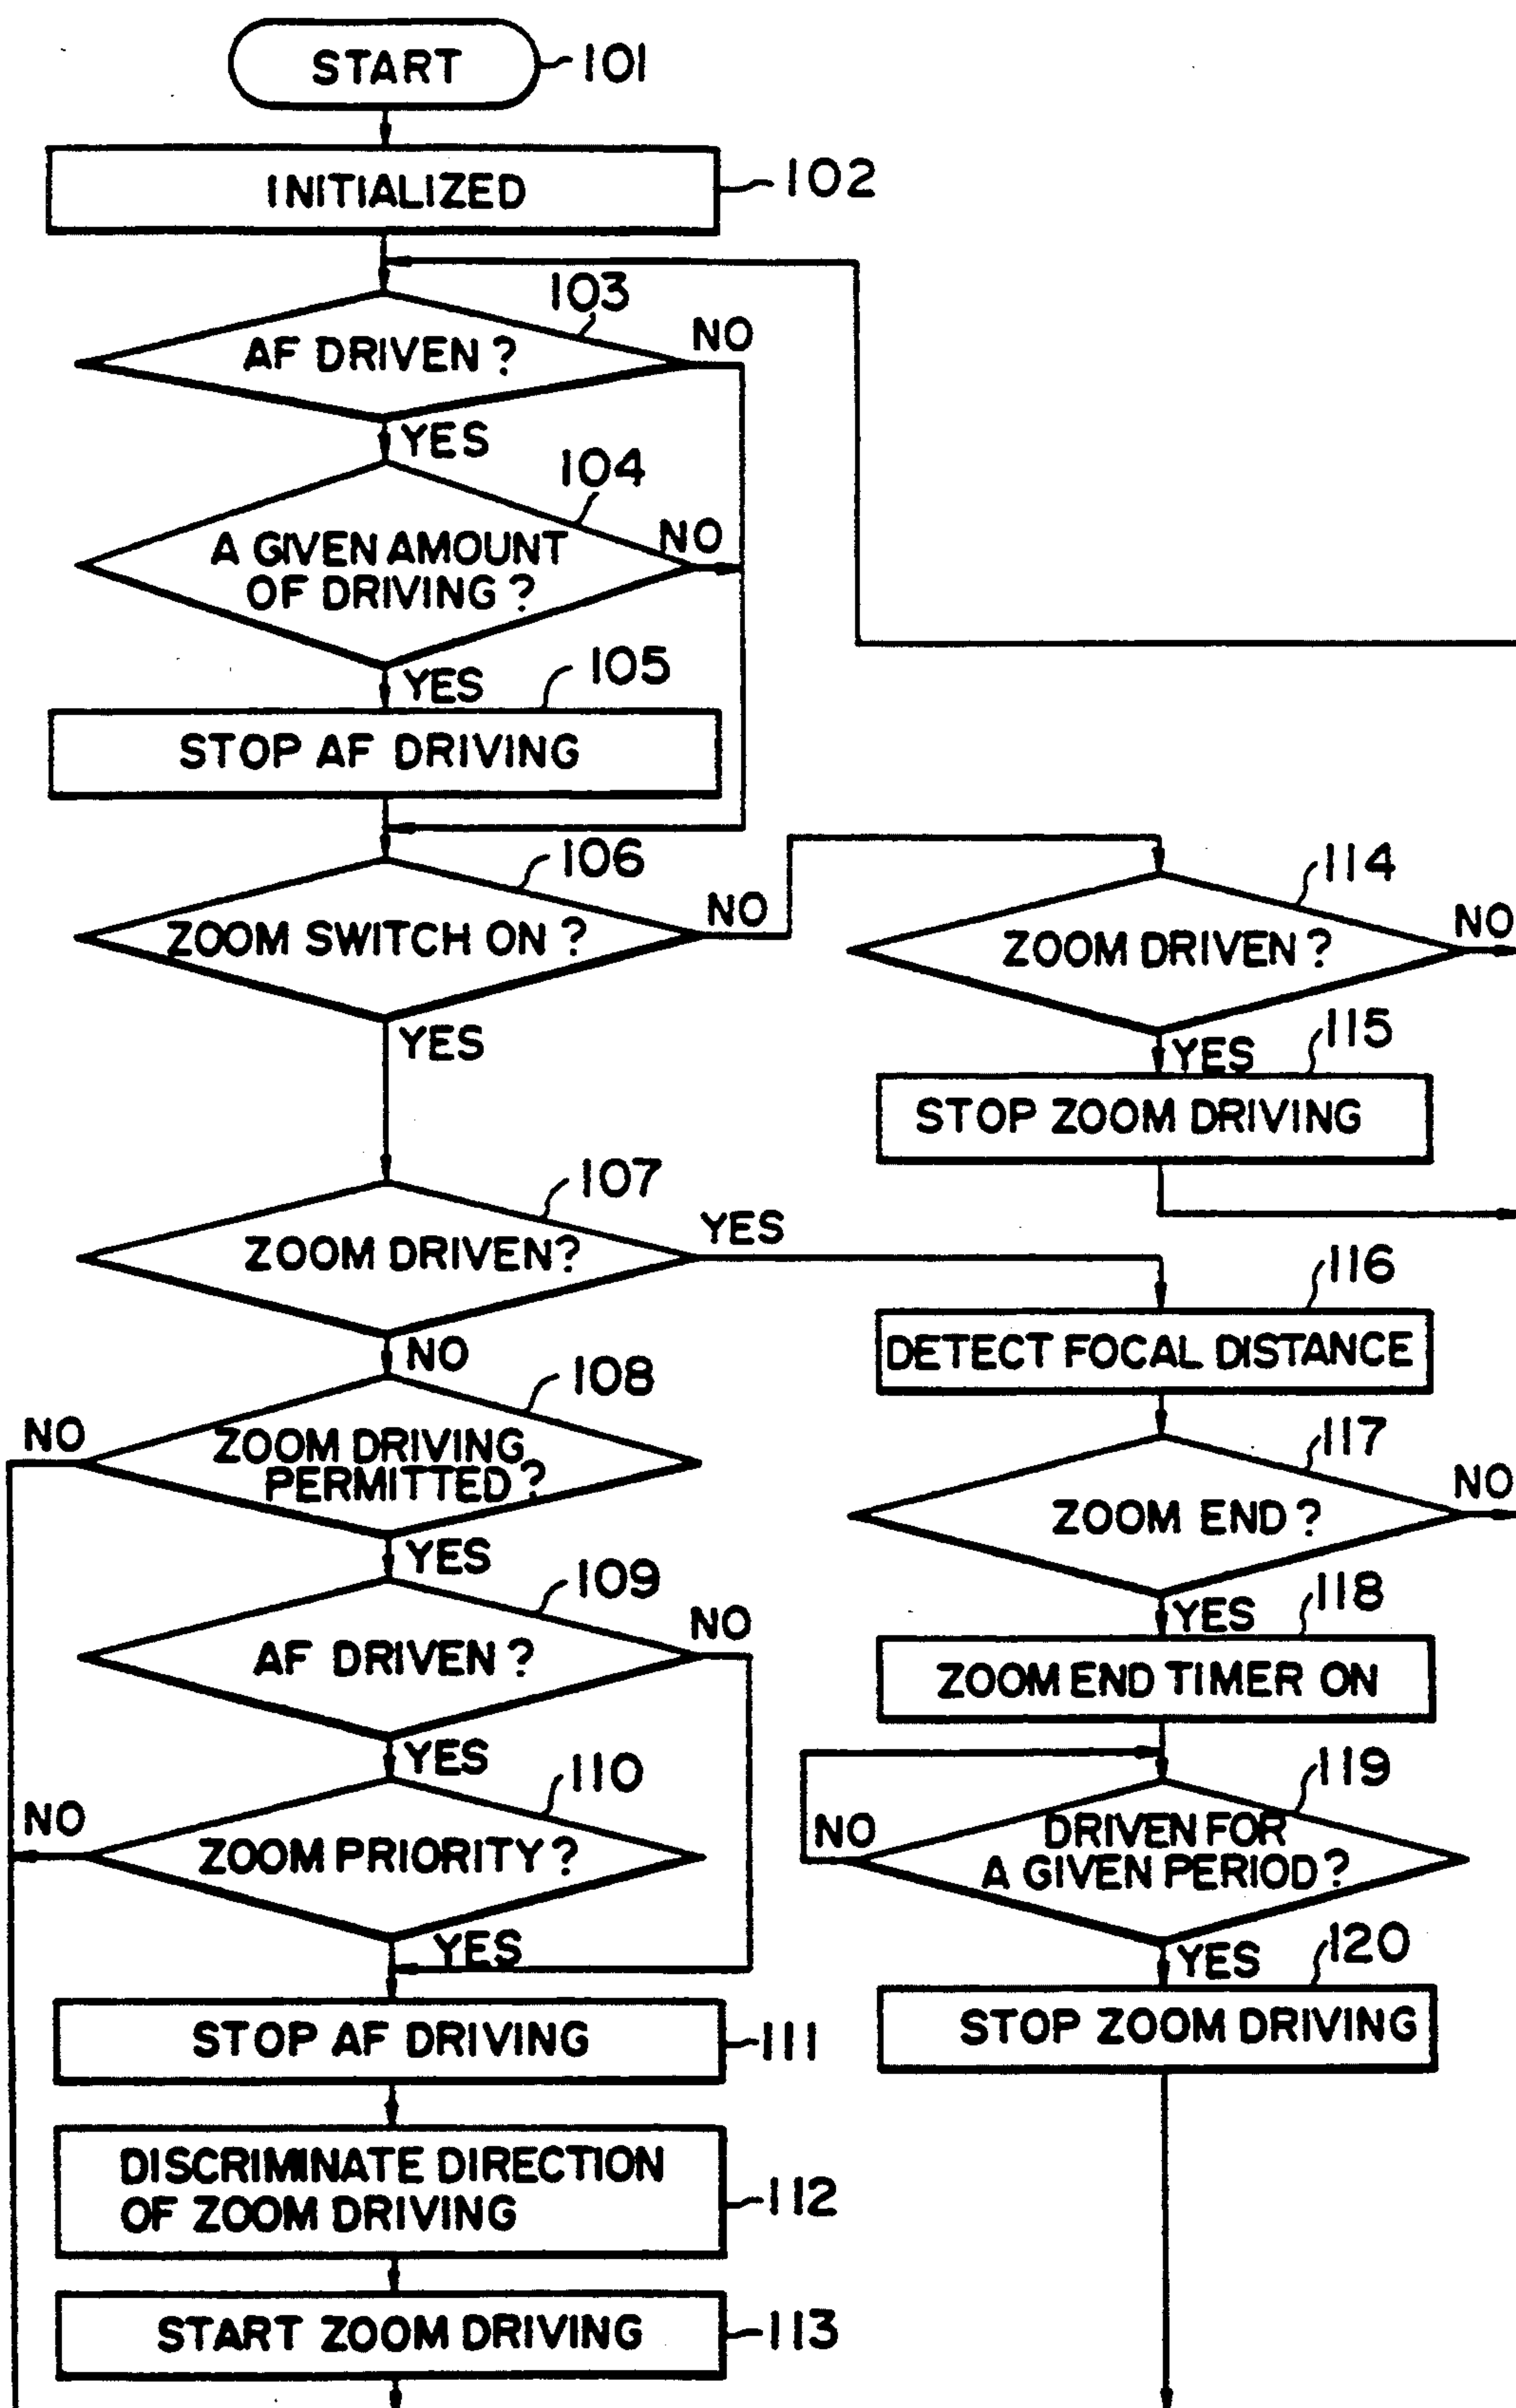 START
101
INITIALIZED
102
103
AF DRIVEN ?
NO
YES
104
A GIVEN AMOUNT
OF DRIVING ?
NO
YES
105
STOP AF DRIVING
106
ZOOM SWITCH ON ?
NO
YES
107
ZOOM DRIVEN?
YES
NO
108
NO
ZOOM DRIVING
PERMITTED ?
YES
109
AF DRIVEN ?
NO
YES
110
NO
ZOOM PRIORITY ?
YES
STOP AF DRIVING
111
DISCRIMINATE DIRECTION
OF ZOOM DRIVING
112
START ZOOM DRIVING
113
114
ZOOM DRIVEN ?
NO
YES
115
STOP ZOOM DRIVING
116
DETECT FOCAL DISTANCE
117
ZOOM END ?
NO
YES
118
ZOOM END TIMER ON
119
NO
DRIVEN FOR
A GIVEN PERIOD ?
YES
120
STOP ZOOM DRIVING